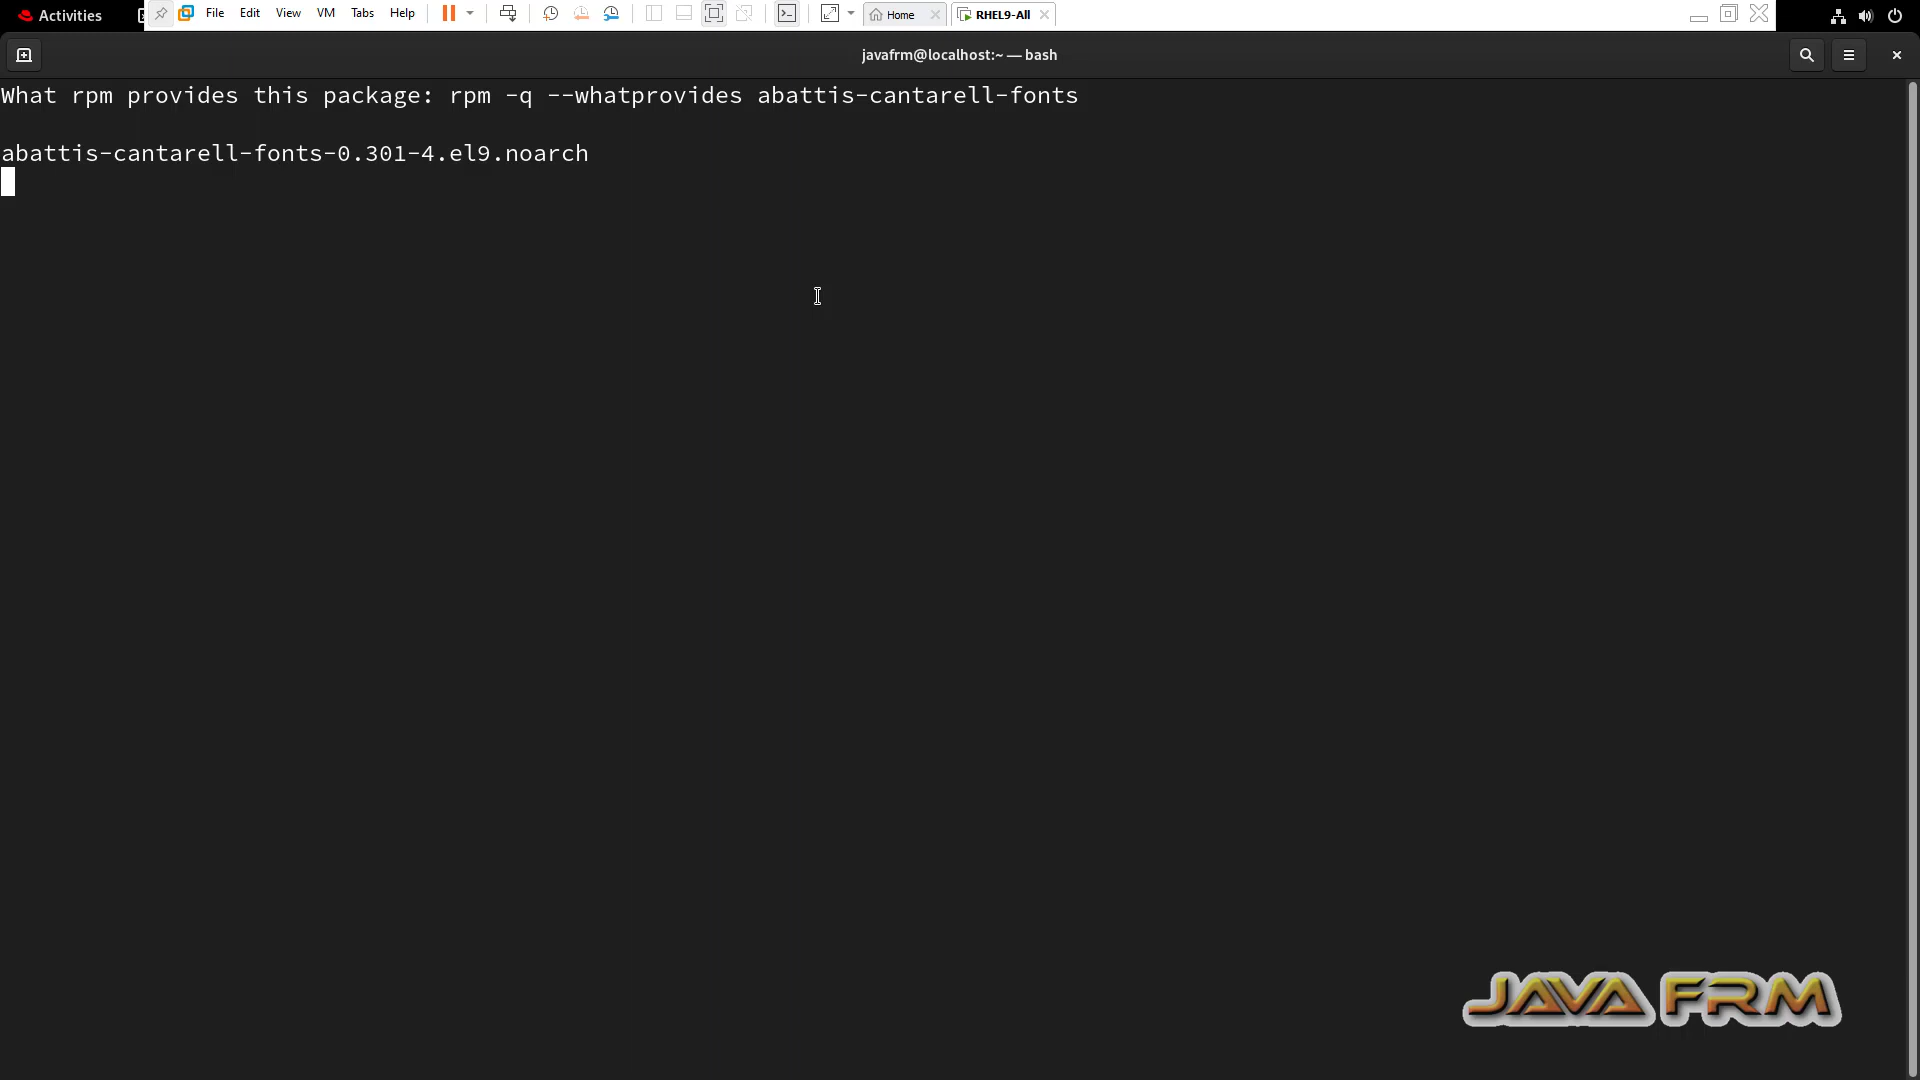 Activities
File Edit View VM Tabs Help
Home
RHEL9-All
javafrm@localhost:~ — bash
What rpm provides this package: rpm -q --whatprovides abattis-cantarell-fonts
abattis-cantarell-fonts-0.301-4.el9.noarch
JAVA FRM